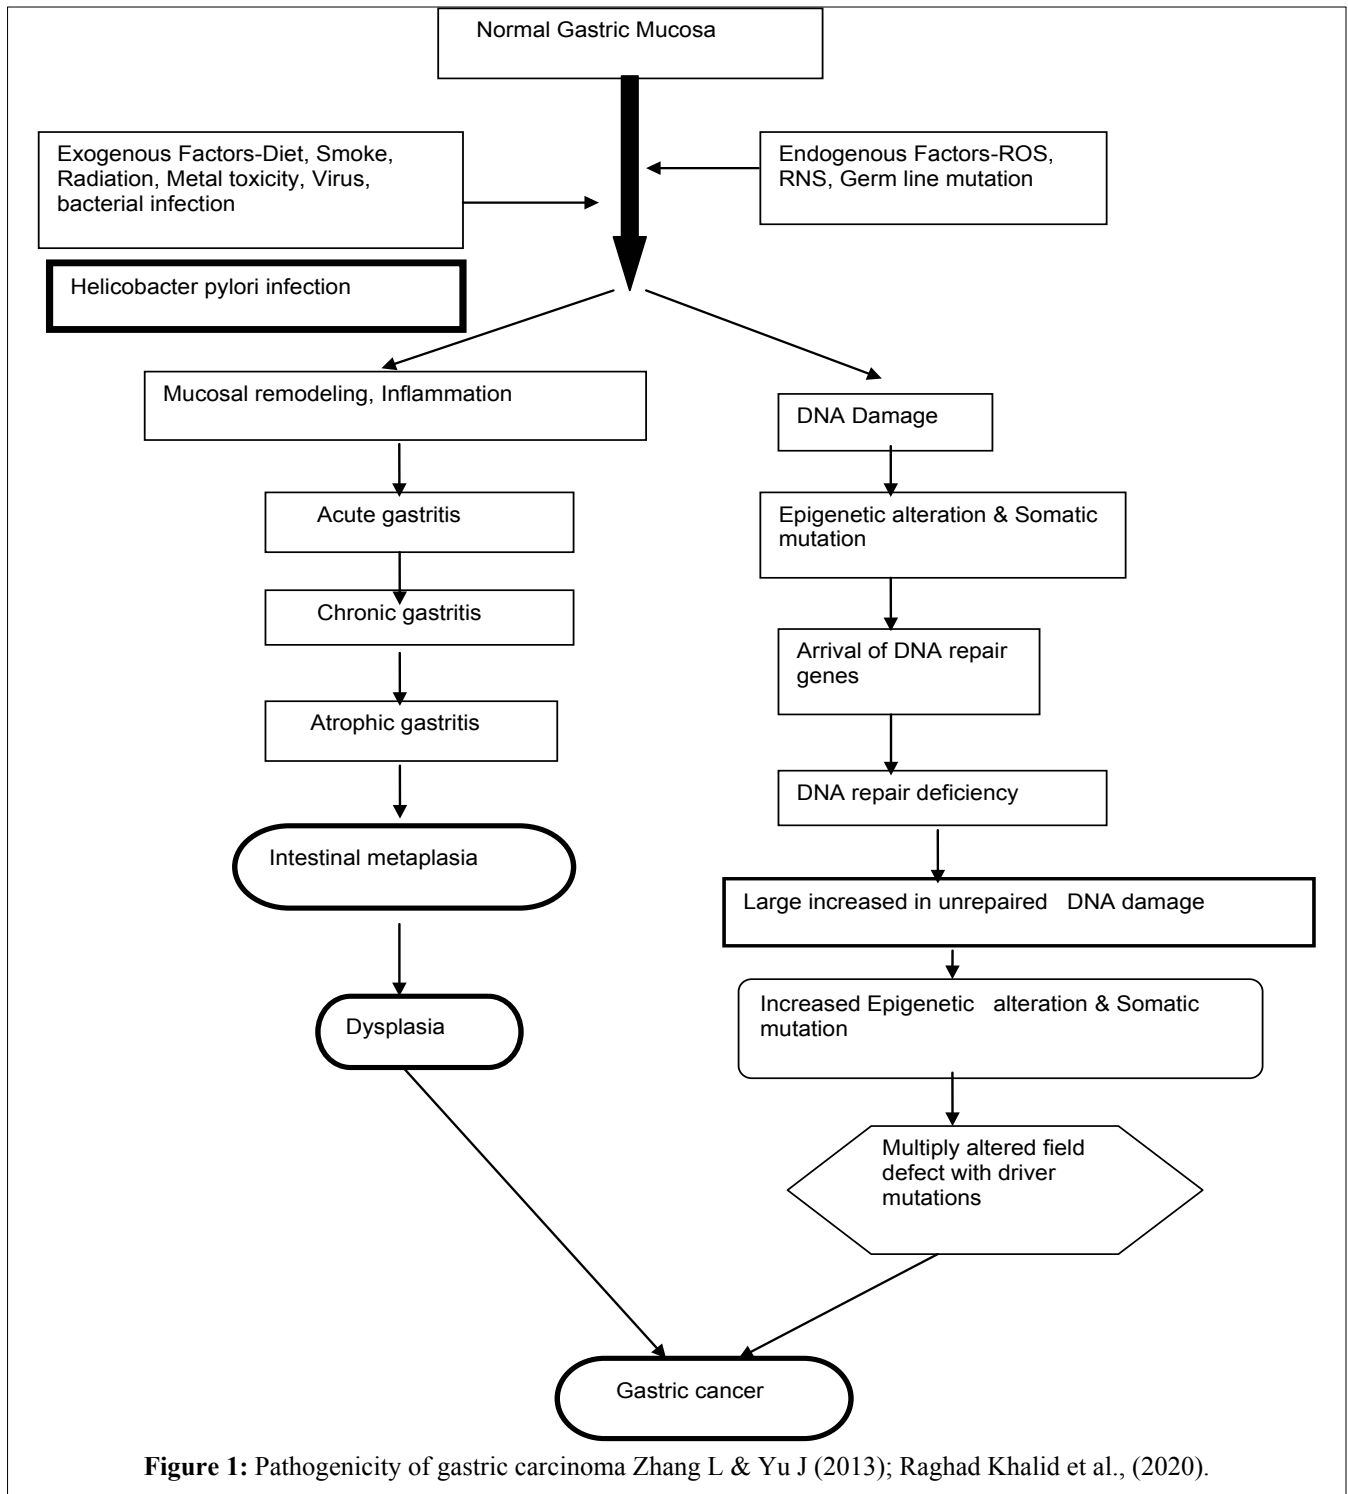 Normal Gastric Mucosa
Exogenous Factors-Diet, Smoke,
Radiation, Metal toxicity, Virus,
bacterial infection
Endogenous Factors-ROS,
RNS, Germ line mutation
Helicobacter pylori infection
Mucosal remodeling, Inflammation
Acute gastritis
Chronic gastritis
Atrophic gastritis
Intestinal metaplasia
Dysplasia
DNA Damage
Epigenetic alteration & Somatic
mutation
Arrival of DNA repair
genes
DNA repair deficiency
Large increased in unrepaired DNA damage
Increased Epigenetic alteration & Somatic
mutation
Multiply altered field
defect with driver
mutations
Gastric cancer
Figure 1: Pathogenicity of gastric carcinoma Zhang L & Yu J (2013); Raghad Khalid et al., (2020).